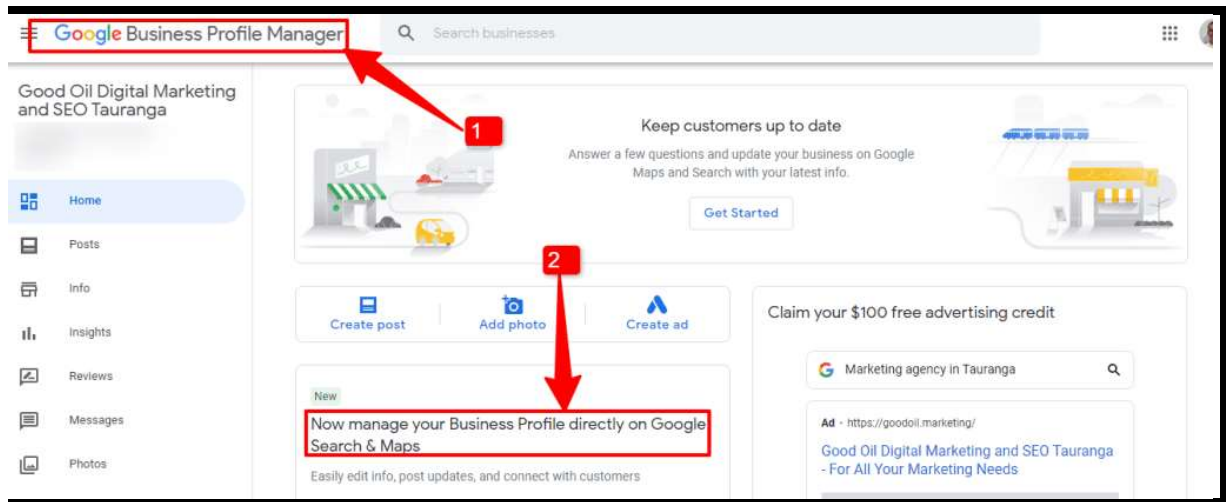 Google Business Profile Manager
Search businesses
Good Oil Digital Marketing
and SEO Tauranga
1
Keep customers up to date
Answer a few questions and update your business on Google
Maps and Search with your latest info.
Get Started
Home
Posts
Info
Insights
Reviews
Messages
Photos
2
Create post
Add photo
Create ad
New
Now manage your Business Profile directly on Google
Search & Maps
Easily edit info, post updates, and connect with customers
Claim your $100 free advertising credit
G Marketing agency in Tauranga
Ad · https://goodoil.marketing/
Good Oil Digital Marketing and SEO Tauranga
- For All Your Marketing Needs